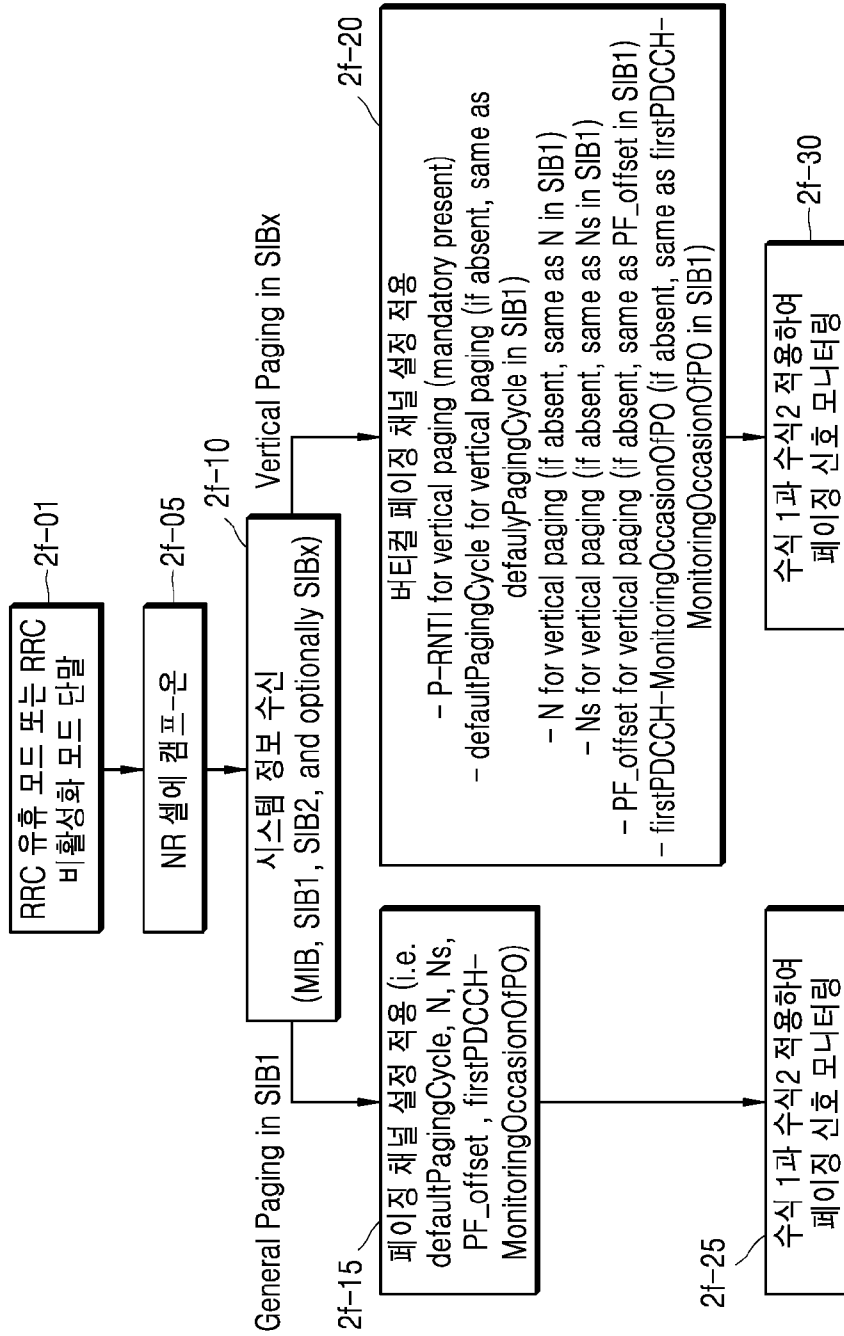 RRC 유휴 모드 또는 RRC
비활성화 모드 단말
2f-01
NR 셀에 캠프-온
2f-05
시스템 정보 수신
(MIB, SIB1, SIB2, and optionally SIBx)
2f-10
General Paging in SIB1
Vertical Paging in SIBx
2f-15
페이징 채널 설정 적용 (i.e.
defaultPagingCycle, N, Ns,
PF_offset , firstPDCCH-
MonitoringOccasionOfPO)
2f-20
버티컬 페이징 채널 설정 적용
- P-RNTI for vertical paging (mandatory present)
- defaultPagingCycle for vertical paging (if absent, same as
defaulyPagingCycle in SIB1)
- N for vertical paging (if absent, same as N in SIB1)
- Ns for vertical paging (if absent, same as Ns in SIB1)
- PF_offset for vertical paging (if absent, same as PF_offset in SIB1)
- firstPDCCH-MonitoringOccasionOfPO (if absent, same as firstPDCCH-
MonitoringOccasionOfPO in SIB1)
2f-25
수식 1과 수식2 적용하여
페이징 신호 모니터링
2f-30
수식 1과 수식2 적용하여
페이징 신호 모니터링